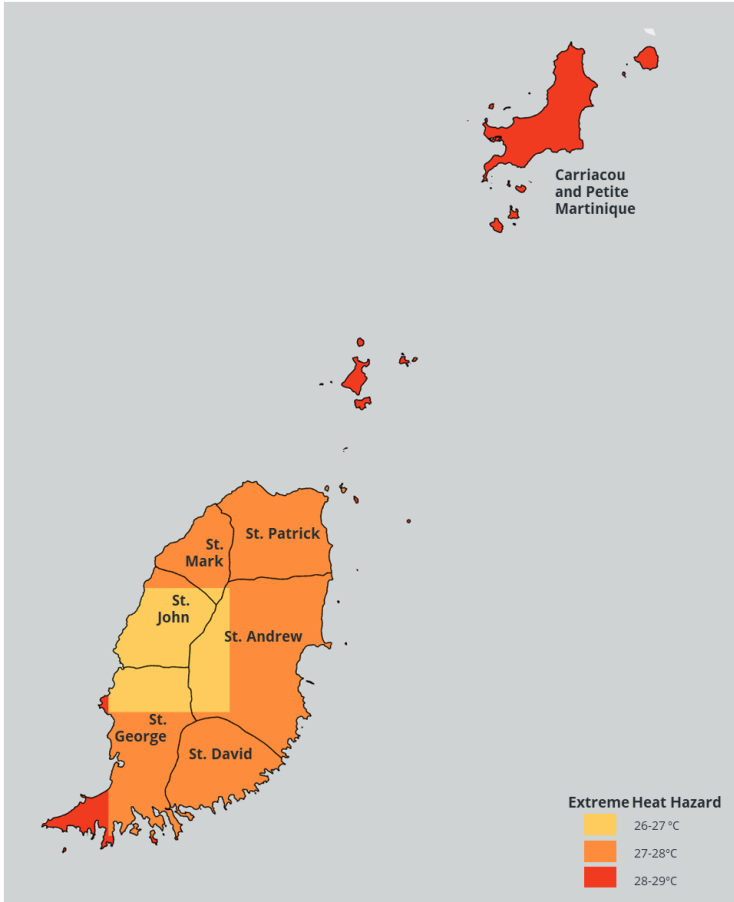 Carriacou
and Petite
Martinique
St. Patrick
St.
Mark
St.
John
St. Andrew
St.
George
St. David
Extreme Heat Hazard
26-27 °C
27-28°C
28-29°C